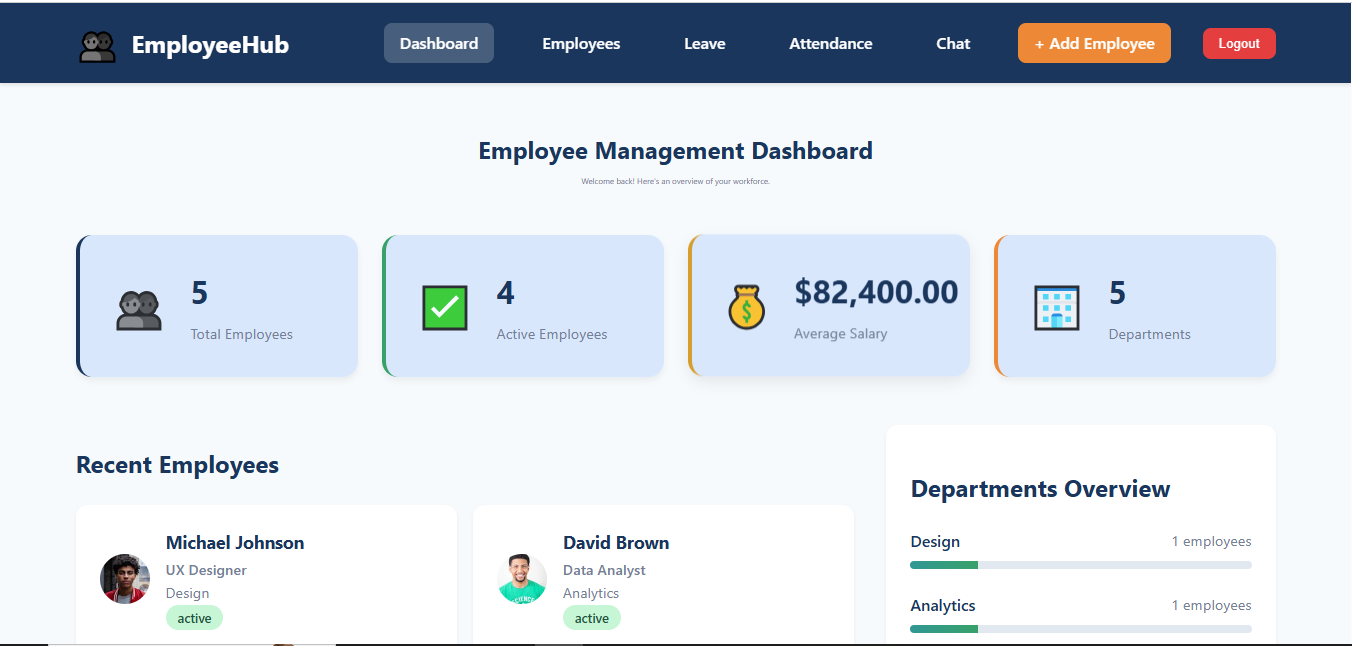 EmployeeHub
Dashboard
Employees
Leave
Attendance
Chat
+ Add Employee
Logout
Employee Management Dashboard
Welcome back! Here's an overview of your workforce.
5
Total Employees
4
Active Employees
$82,400.00
Average Salary
5
Departments
Recent Employees
Michael Johnson
UX Designer
Design
active
David Brown
Data Analyst
Analytics
active
Departments Overview
Design
1 employees
Analytics
1 employees